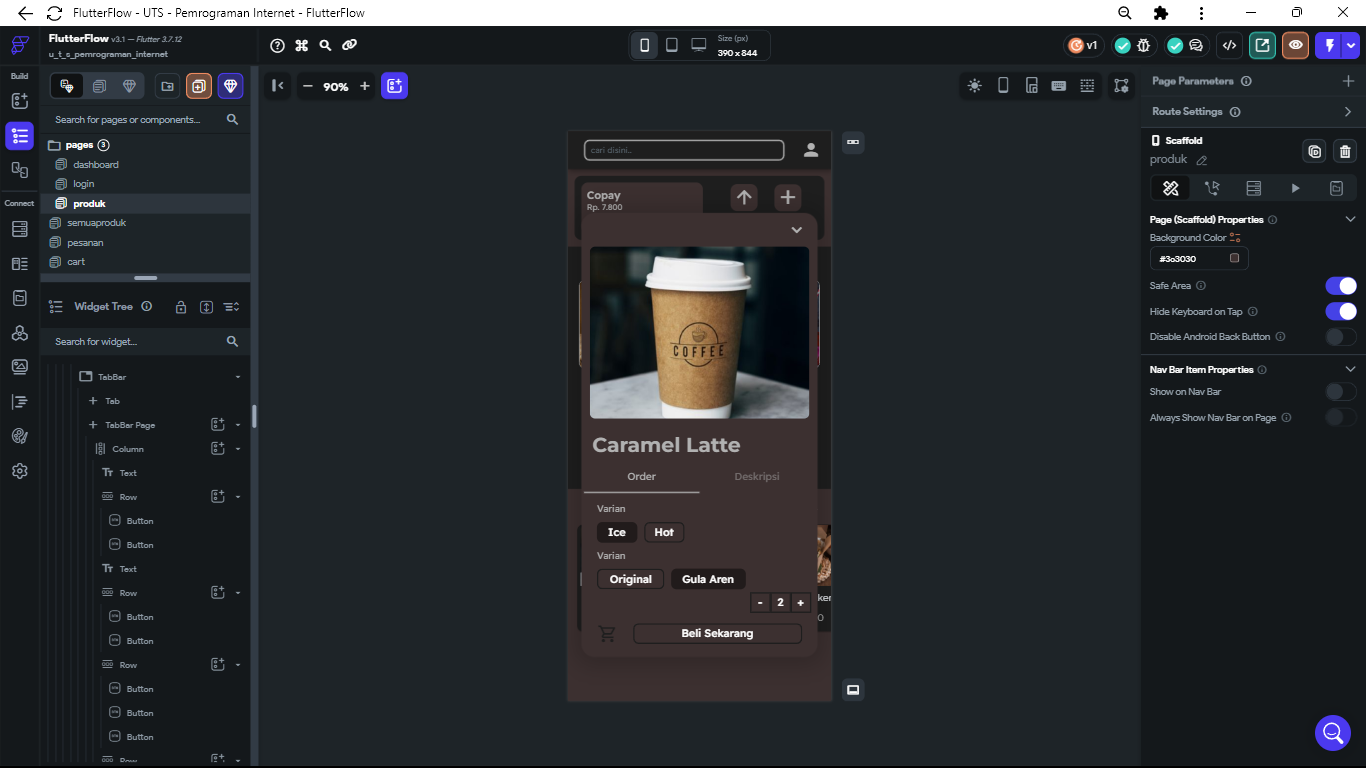 FlutterFlow - UTS - Pemrograman Internet - FlutterFlow
FlutterFlow v3.1 — Flutter 3.7.12
u_t_s_pemrograman_internet
Size (px)
390 x 844
v1
Build
90%
Page Parameters
Search for pages or components...
Route Settings
pages 3
dashboard
login
produk
semuaproduk
pesanan
cart
Connect
Widget Tree
Search for widget...
TabBar
Tab
TabBar Page
Column
Text
Row
Button
Button
Text
Row
Button
Button
Row
Button
Button
Button
Row
cari disini..
Copay
Rp. 7.800
COFFEE
Caramel Latte
Order
Deskripsi
Varian
Ice
Hot
Varian
Original
Gula Aren
- 2 +
Beli Sekarang
Scaffold
produk
Page (Scaffold) Properties
Background Color
#3o3030
Safe Area
Hide Keyboard on Tap
Disable Android Back Button
Nav Bar Item Properties
Show on Nav Bar
Always Show Nav Bar on Page